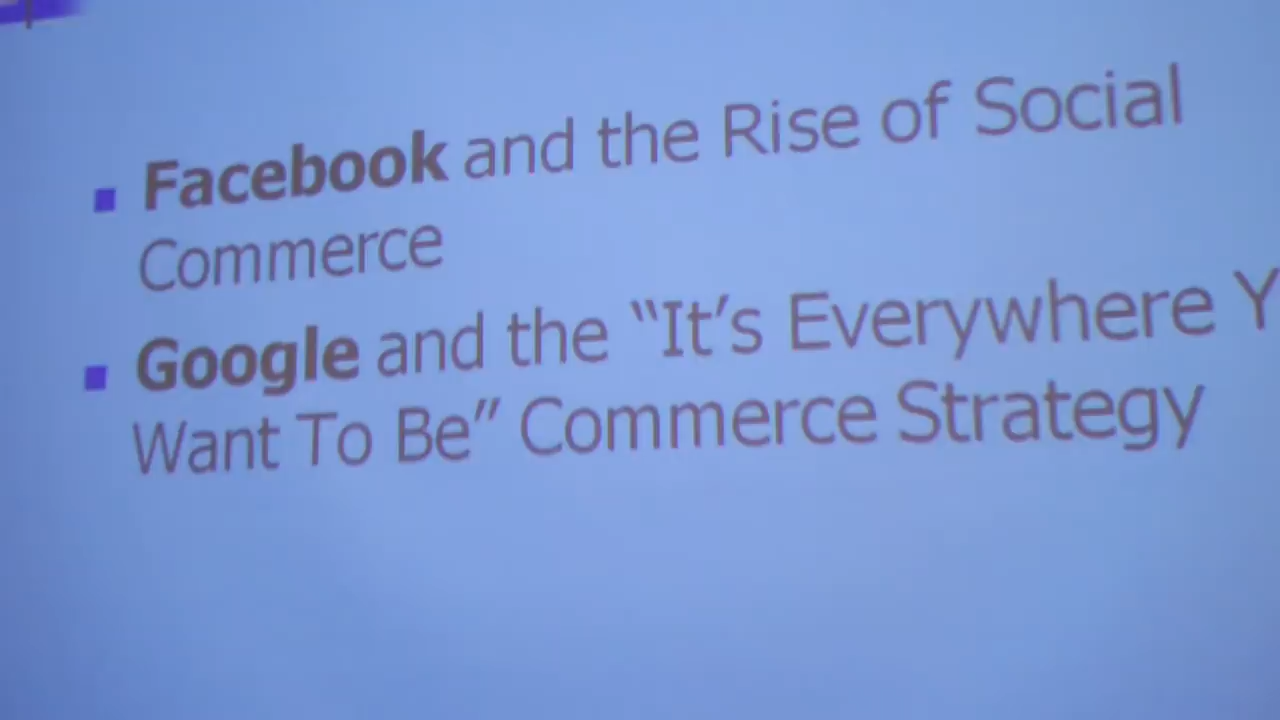 Facebook and the Rise of Social
Commerce
Google and the “It’s Everywhere Y
Want To Be” Commerce Strategy